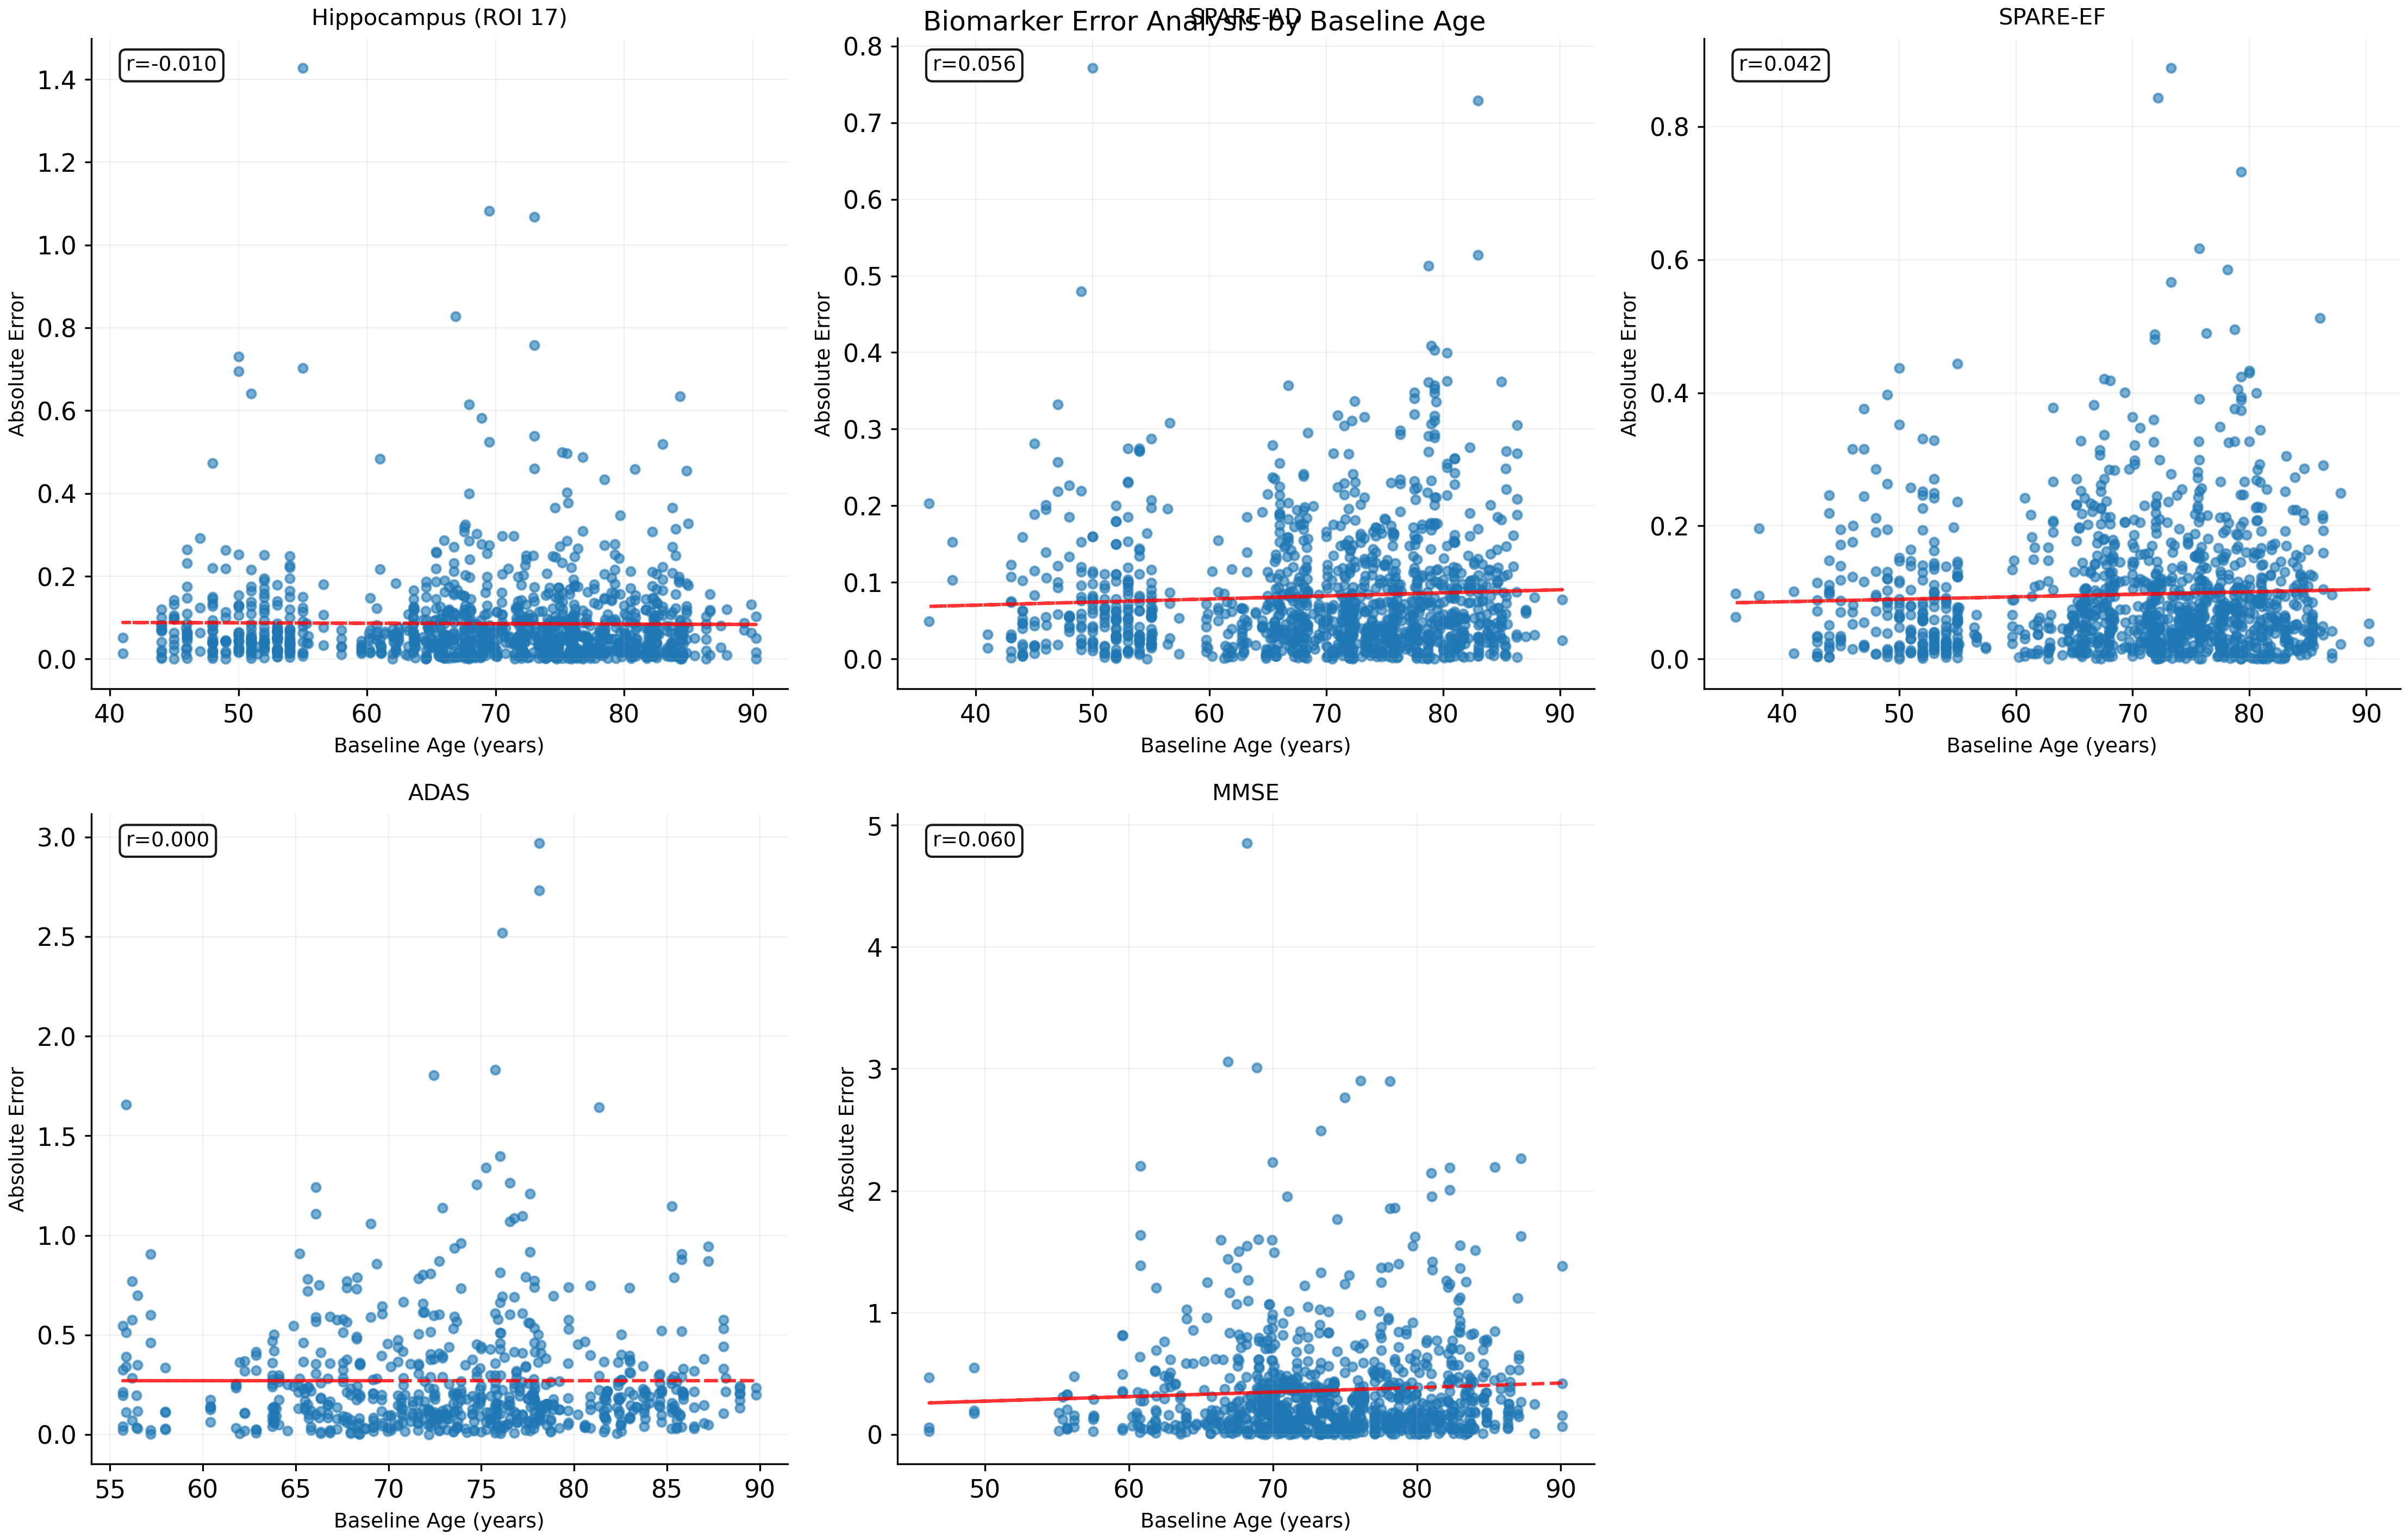 Biomarker Error Analysis by Baseline Age
Hippocampus (ROI 17)
r=-0.010
1.4
1.2
1.0
0.8
0.6
0.4
0.2
0.0
Absolute Error
40 50 60 70 80 90
Baseline Age (years)
SPARE-AD
r=0.056
0.8
0.7
0.6
0.5
0.4
0.3
0.2
0.1
0.0
Absolute Error
40 50 60 70 80 90
Baseline Age (years)
SPARE-EF
r=0.042
0.8
0.6
0.4
0.2
0.0
Absolute Error
40 50 60 70 80 90
Baseline Age (years)
ADAS
r=0.000
3.0
2.5
2.0
1.5
1.0
0.5
0.0
Absolute Error
55 60 65 70 75 80 85 90
Baseline Age (years)
MMSE
r=0.060
5
4
3
2
1
0
Absolute Error
50 60 70 80 90
Baseline Age (years)